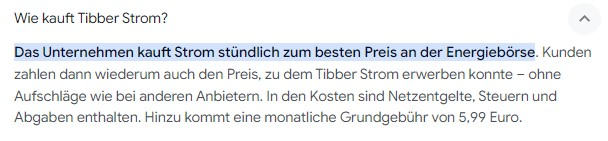 Wie kauft Tibber Strom?
Das Unternehmen kauft Strom stündlich zum besten Preis an der Energiebörse. Kunden
zahlen dann wiederum auch den Preis, zu dem Tibber Strom erwerben konnte – ohne
Aufschläge wie bei anderen Anbietern. In den Kosten sind Netzentgelte, Steuern und
Abgaben enthalten. Hinzu kommt eine monatliche Grundgebühr von 5,99 Euro.